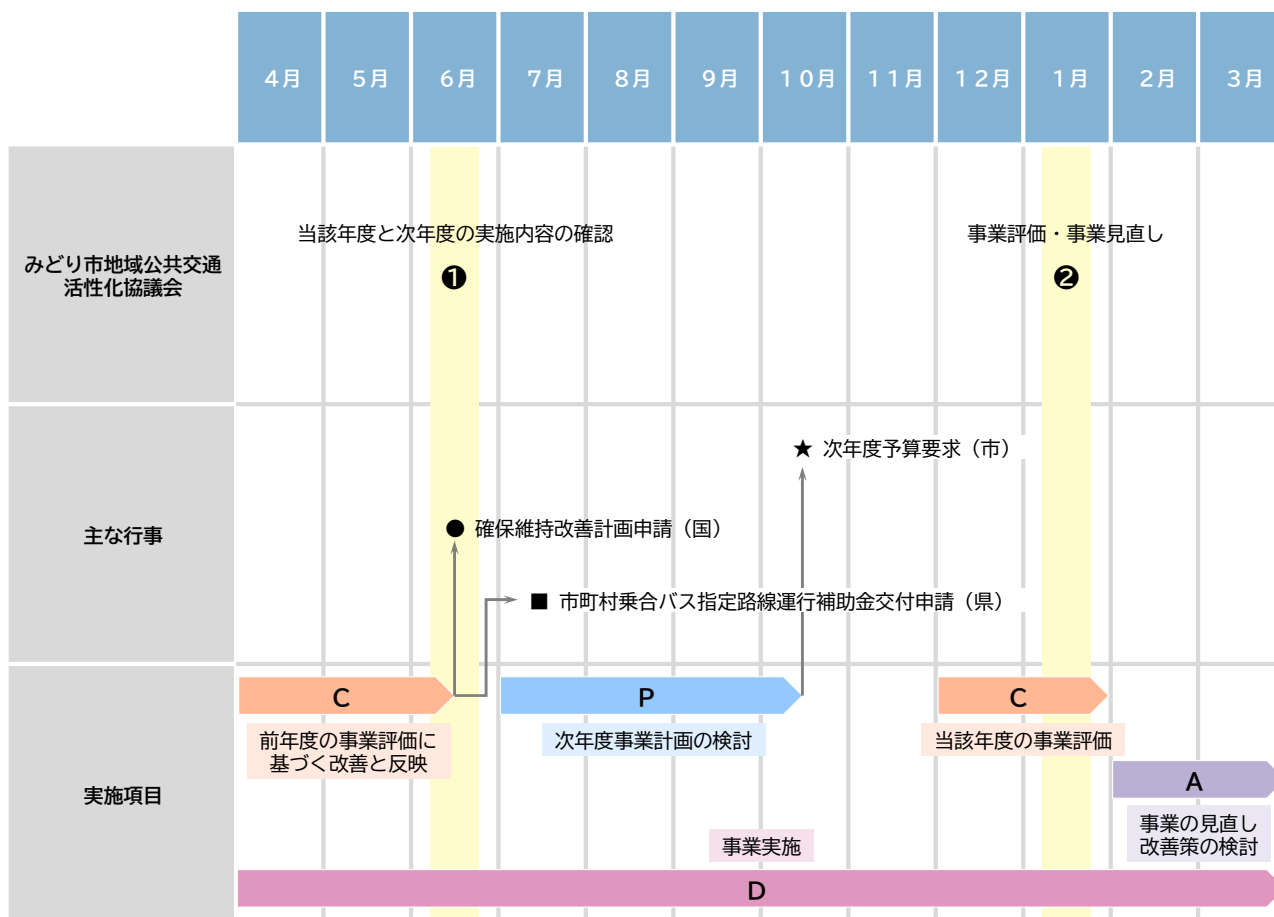 ４月 ５月 ６月 ７月 ８月 ９月 １０月 １１月 １２月 １月 ２月 ３月
みどり市地域公共交通
活性化協議会
当該年度と次年度の実施内容の確認
❶
事業評価・事業見直し
❷
主な行事
★ 次年度予算要求（市）
● 確保維持改善計画申請（国）
■ 市町村乗合バス指定路線運行補助金交付申請（県）
実施項目
C
前年度の事業評価に
基づく改善と反映
P
次年度事業計画の検討
C
当該年度の事業評価
A
事業の見直し
改善策の検討
事業実施
D